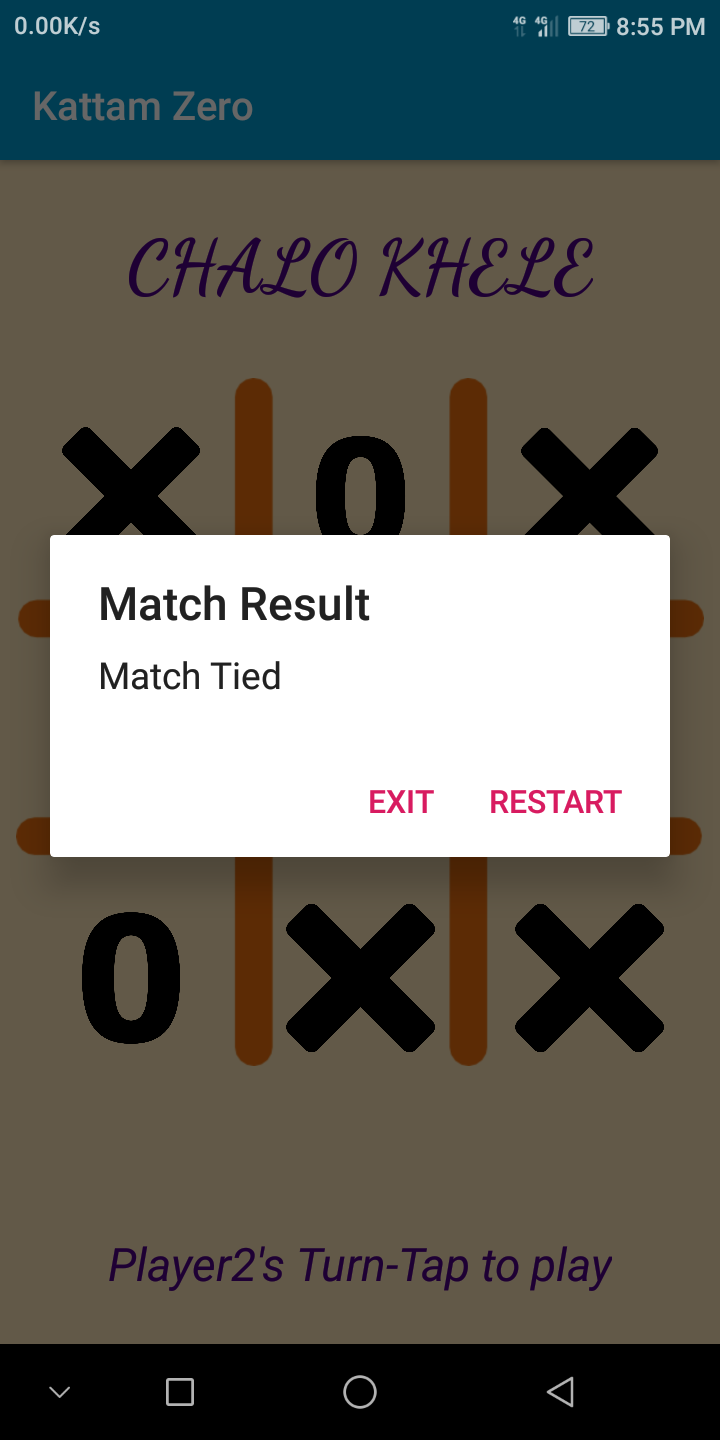 0.00K/s 4G 4G 72 8:55 PM
Kattam Zero
CHALO KHELE
X 0 X
Match Result
Match Tied
EXIT RESTART
0 X X
Player2's Turn-Tap to play